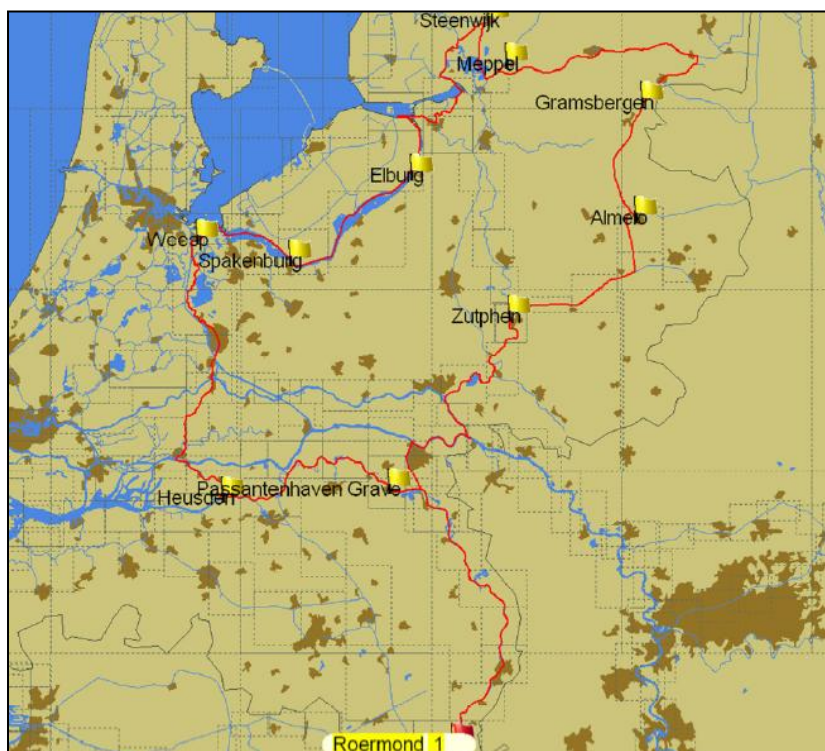 Steenwijk
Meppel
Gramsbergen
Elburg
Almelo
Weesp
Spakenburg
Zutphen
Passantenhaven Grave
Heusden
Roermond 1